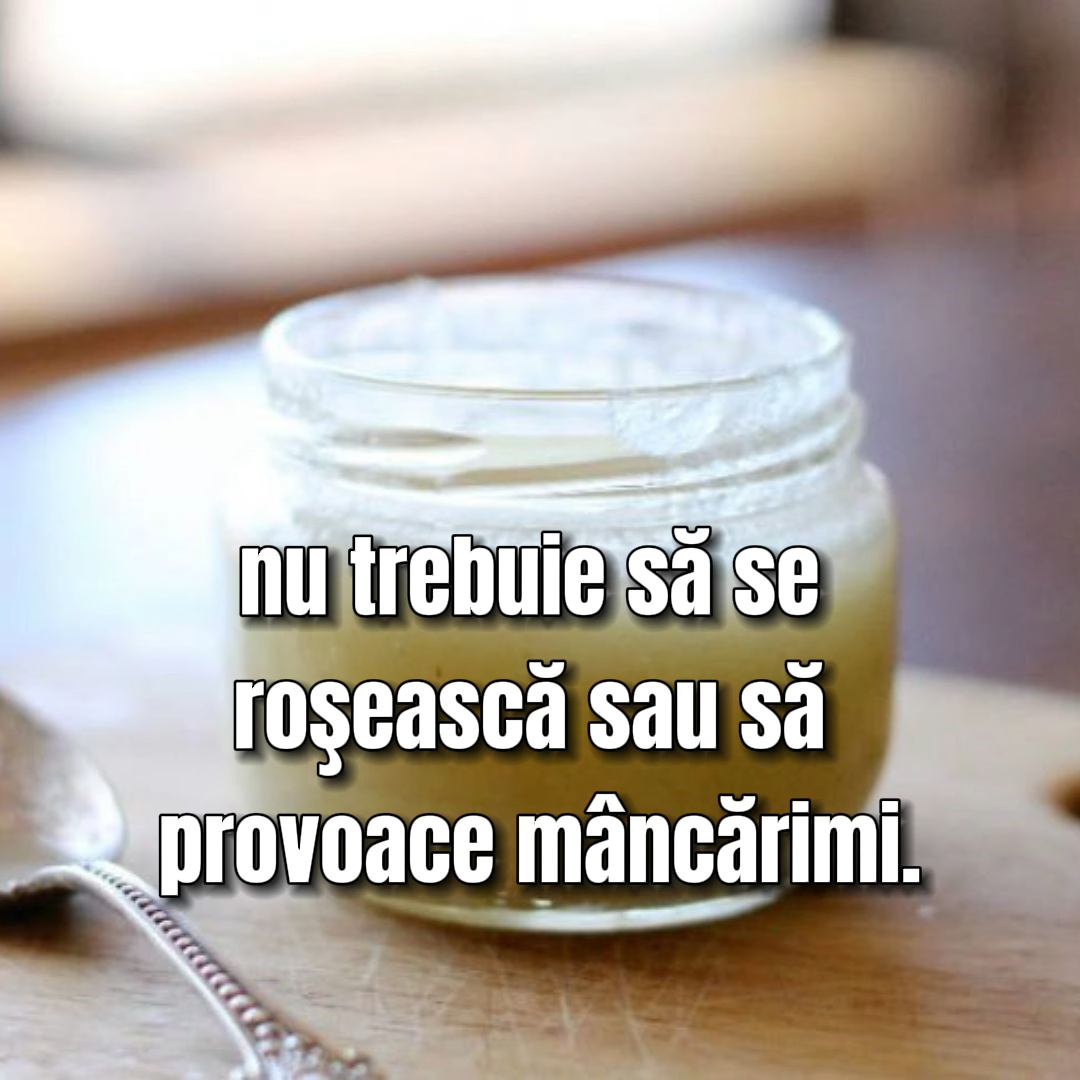 nu trebuie să se
roşească sau să
provoace mâncărimi.